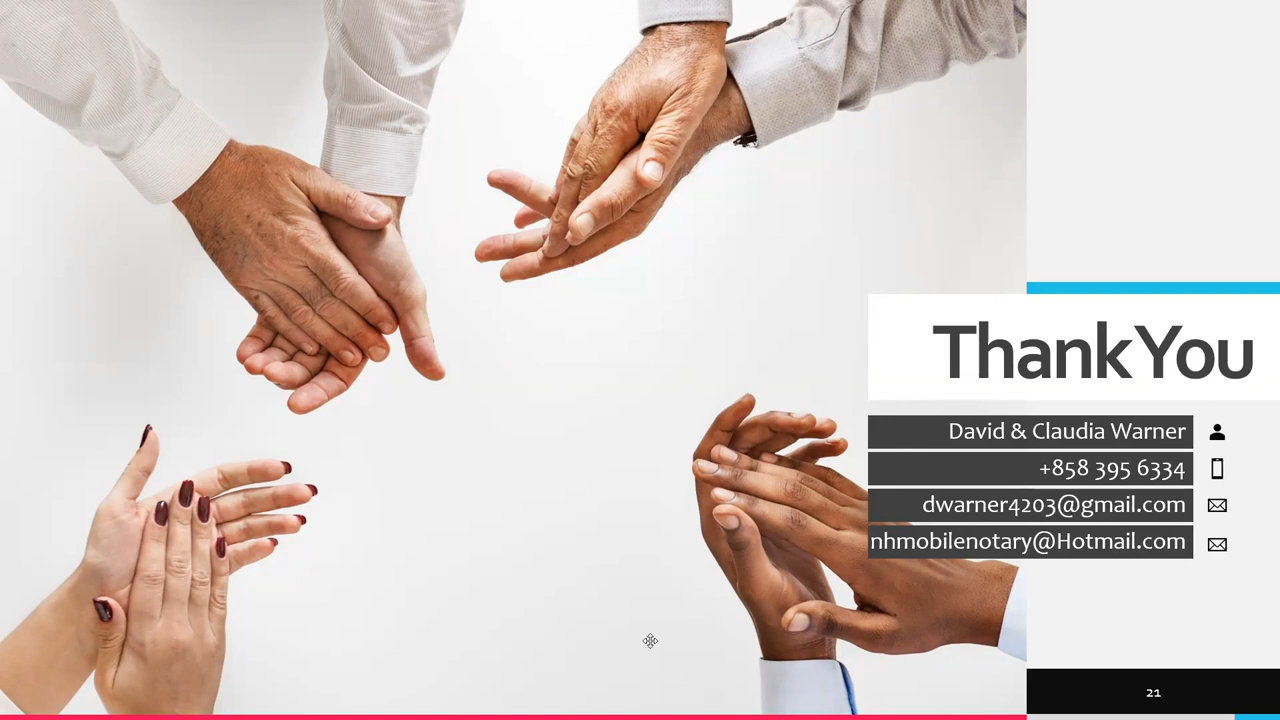 Thank You
David & Claudia Warner
+858 395 6334
dwarner4203@gmail.com
nhmobilenotary@Hotmail.com
21